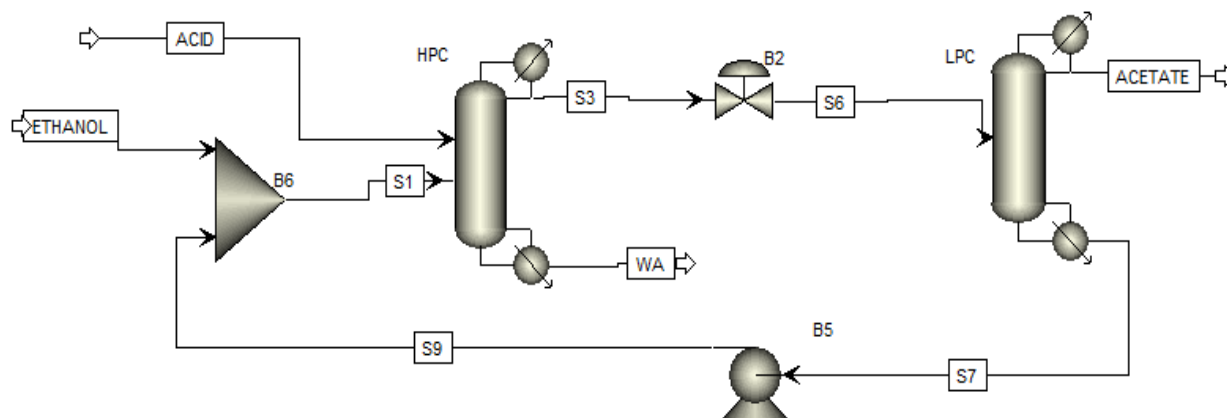 ACID
HPC
B2
LPC
S3
S6
ACETATE
ETHANOL
B6
S1
WA
S9
B5
S7